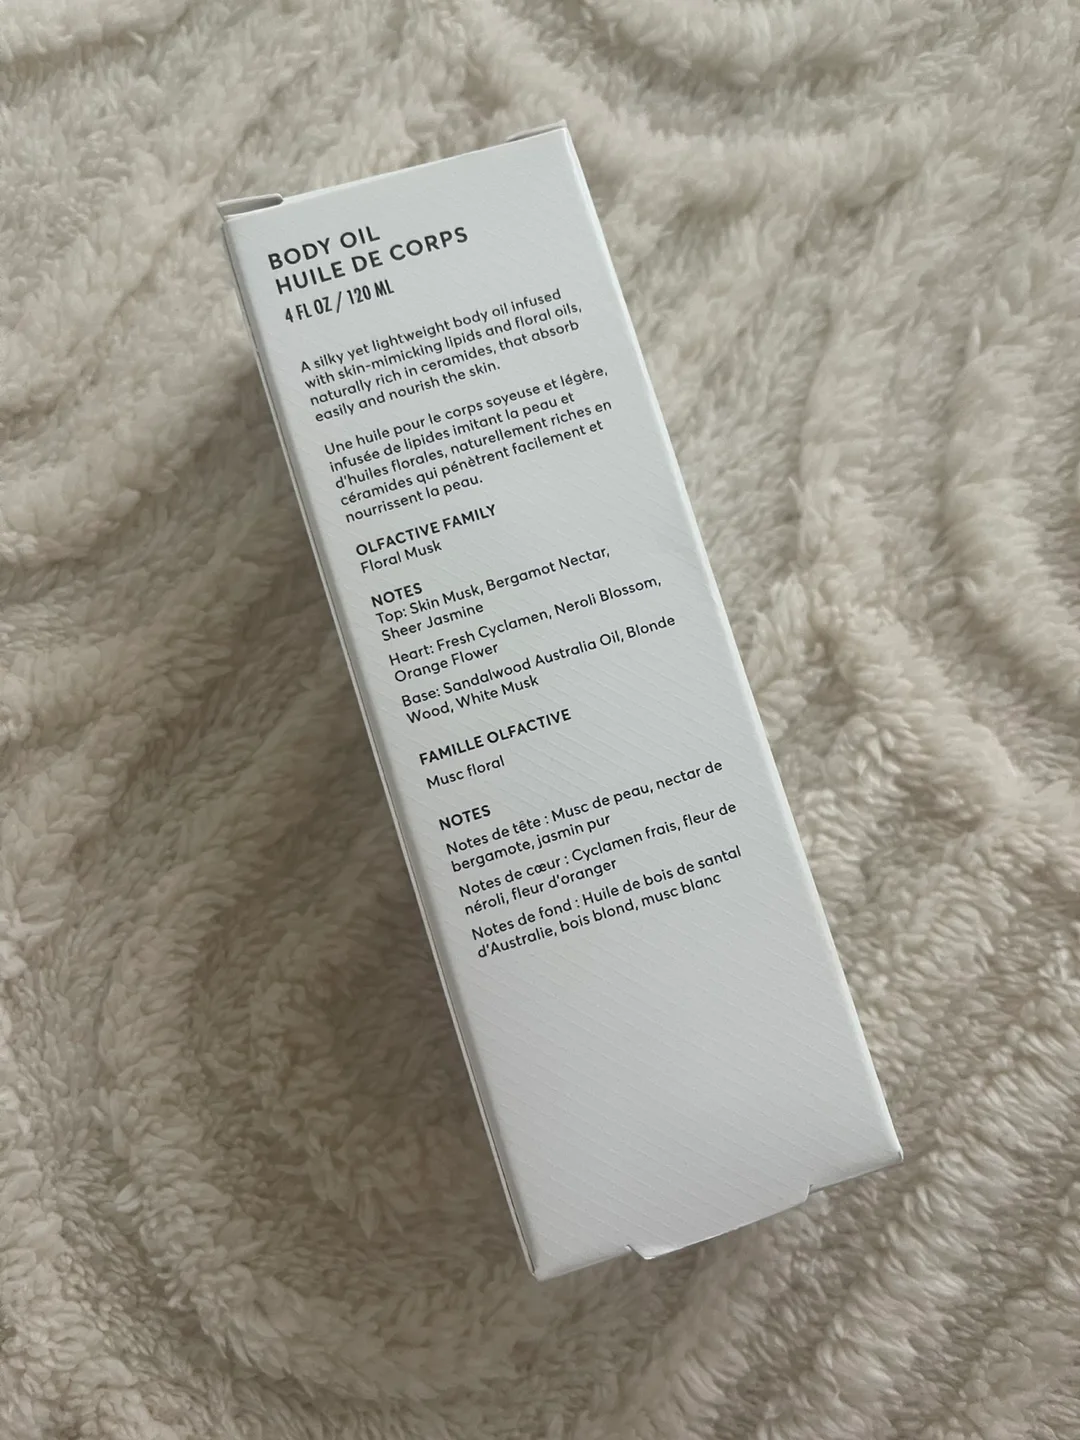 BODY OIL
HUILE DE CORPS
4 FL OZ / 120 ML
A silky yet lightweight body oil infused
with skin-mimicking lipids and floral oils,
naturally rich in ceramides, that absorb
easily and nourish the skin.
Une huile pour le corps soyeuse et légère,
infusée de lipides imitant la peau et
d'huiles florales, naturellement riches en
céramides qui pénètrent facilement et
nourrissent la peau.
OLFACTIVE FAMILY
Floral Musk
NOTES
Top: Skin Musk, Bergamot Nectar,
Sheer Jasmine
Heart: Fresh Cyclamen, Neroli Blossom,
Orange Flower
Base: Sandalwood Australia Oil, Blonde
Wood, White Musk
FAMILLE OLFACTIVE
Musc floral
NOTES
Notes de tête : Musc de peau, nectar de
bergamote, jasmin pur
Notes de cœur : Cyclamen frais, fleur de
néroli, fleur d'oranger
Notes de fond : Huile de bois de santal
d'Australie, bois blond, musc blanc